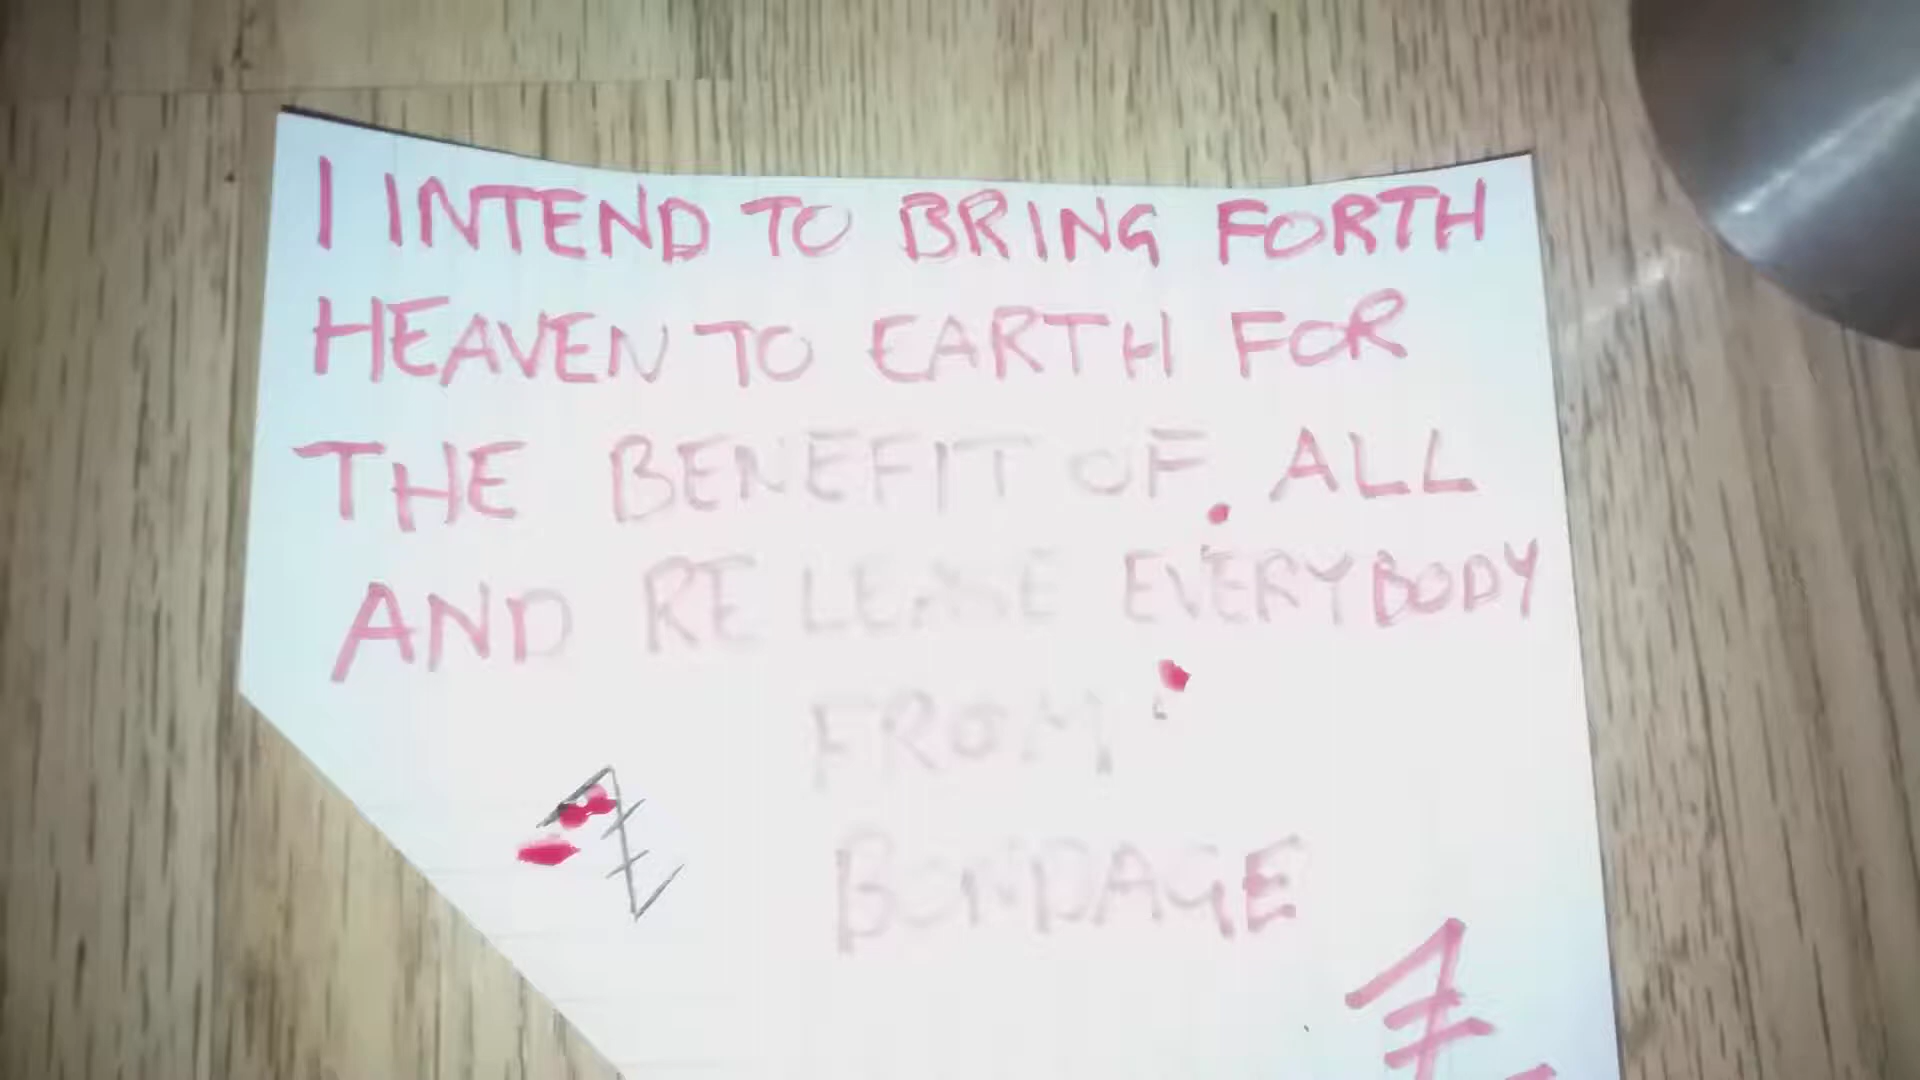 I INTEND TO BRING FORTH
HEAVEN TO EARTH FOR
THE BENEFIT OF. ALL
AND RELEASE EVERYBODY
FROM
BONDAGE